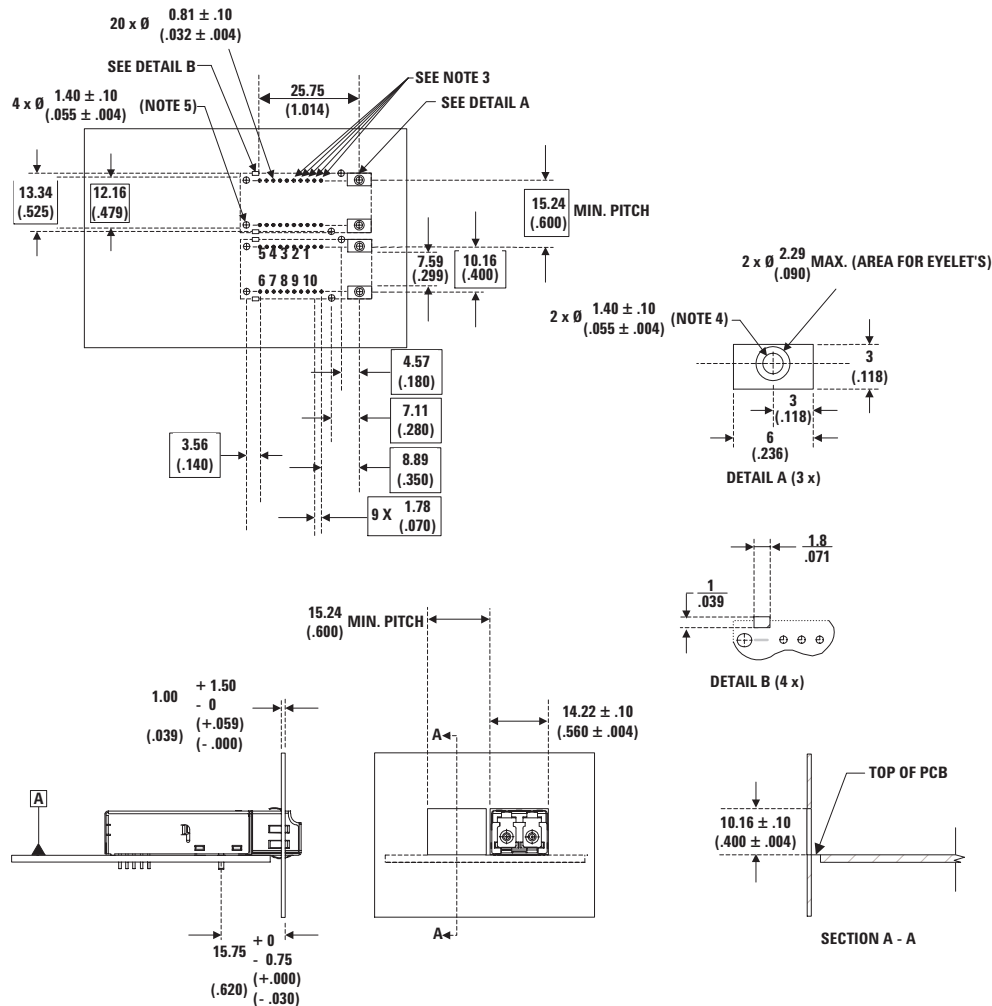 20 x Ø 0.81 ± .10
(.032 ± .004)
SEE DETAIL B
4 x Ø 1.40 ± .10 (NOTE 5)
(.055 ± .004)
25.75
(1.014)
SEE NOTE 3
SEE DETAIL A
13.34
(.525)
12.16
(.479)
15.24 MIN. PITCH
(.600)
5 4 3 2 1
6 7 8 9 10
7.59
(.299)
10.16
(.400)
4.57
(.180)
7.11
(.280)
3.56
(.140)
8.89
(.350)
9 X 1.78
(.070)
2 x Ø 2.29 MAX. (AREA FOR EYELET'S)
(.090)
2 x Ø 1.40 ± .10 (NOTE 4)
(.055 ± .004)
3
(.118)
3
(.118)
6
(.236)
DETAIL A (3 x)
1.8
.071
1
.039
DETAIL B (4 x)
15.24 MIN. PITCH
(.600)
1.00 + 1.50
- 0
(.039) (+.059)
(- .000)
A
14.22 ± .10
(.560 ± .004)
A
A
15.75 + 0
- 0.75
(.620) (+.000)
(- .030)
TOP OF PCB
10.16 ± .10
(.400 ± .004)
SECTION A - A